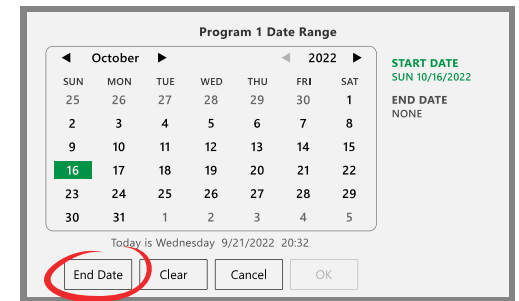 Program 1 Date Range
◀ October ▶ ◀ 2022 ▶
SUN MON TUE WED THU FRI SAT
25 26 27 28 29 30 1
2 3 4 5 6 7 8
9 10 11 12 13 14 15
16 17 18 19 20 21 22
23 24 25 26 27 28 29
30 31 1 2 3 4 5
START DATE
SUN 10/16/2022
END DATE
NONE
Today is Wednesday 9/21/2022 20:32
End Date Clear Cancel OK